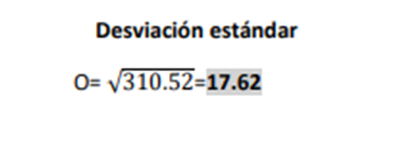 Desviación estándar
O= √310.52=17.62